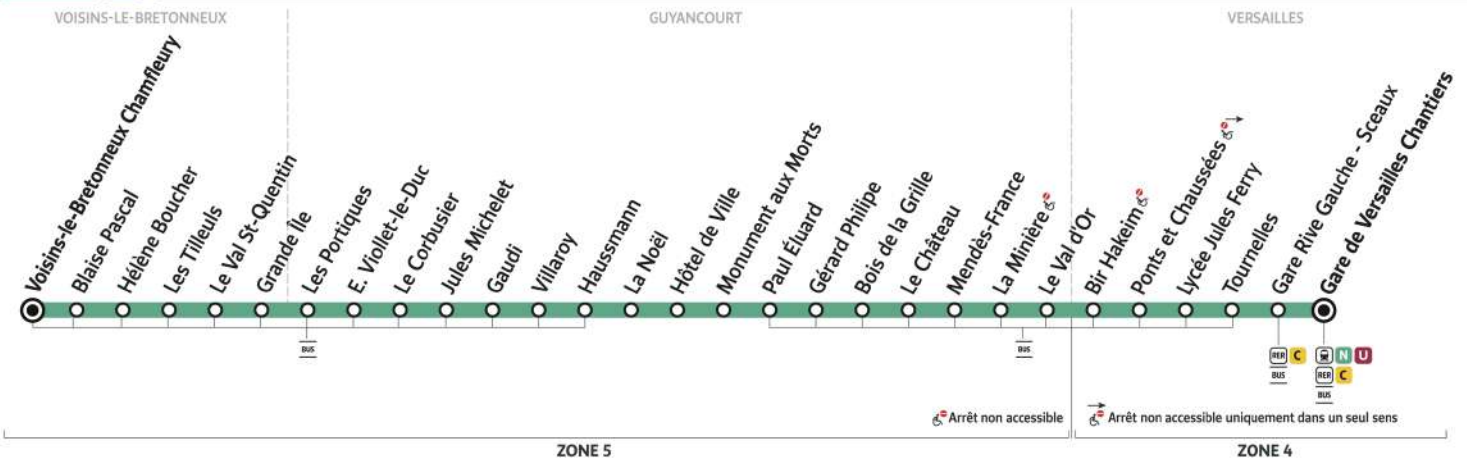 VOISINS-LE-BRETONNEUX
GUYANCOURT
VERSAILLES
Voisins-le-Bretonneux Chamfleury
Blaise Pascal
Hélène Boucher
Les Tilleuls
Le Val St-Quentin
Grande Île
Les Portiques
E. Viollet-le-Duc
Le Corbusier
Jules Michelet
Gaudi
Villaroy
Haussmann
La Noël
Hôtel de Ville
Monument aux Morts
Paul Éluard
Gérard Philipe
Bois de la Grille
Le Château
Mendès-France
La Minière
Le Val d'Or
Bir Hakeim
Ponts et Chaussées
Lycée Jules Ferry
Tournelles
Gare Rive Gauche - Sceaux
Gare de Versailles Chantiers
BUS
BUS
RER C
BUS
N U
RER C
BUS
Arrêt non accessible
Arrêt non accessible uniquement dans un seul sens
ZONE 5
ZONE 4